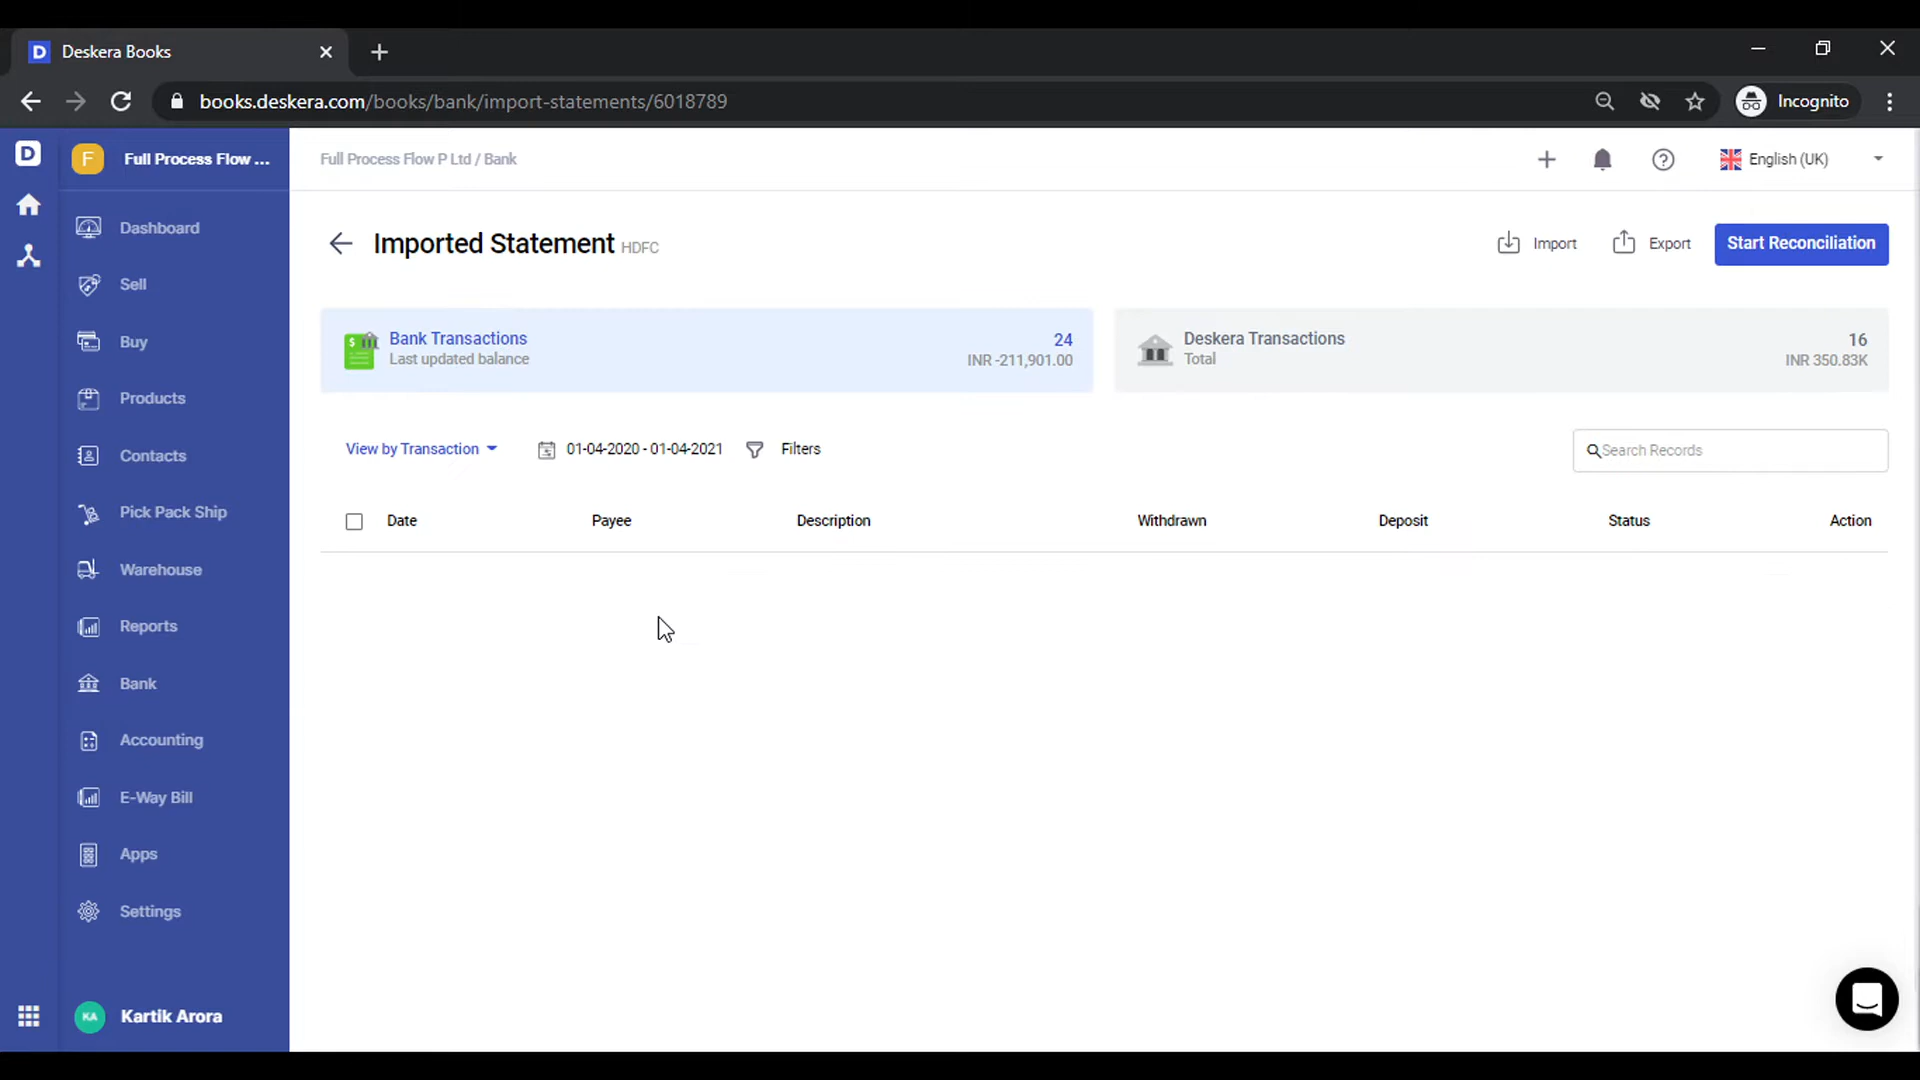 D Deskera Books
books.deskera.com/books/bank/import-statements/6018789
Incognito
D
F Full Process Flow ...
Full Process Flow P Ltd / Bank
English (UK)
Dashboard
Sell
Buy
Products
Contacts
Pick Pack Ship
Warehouse
Reports
Bank
Accounting
E-Way Bill
Apps
Settings
KA Kartik Arora
Imported Statement HDFC
Import
Export
Start Reconciliation
Bank Transactions 24
Last updated balance INR -211,901.00
Deskera Transactions 16
Total INR 350.83K
View by Transaction
01-04-2020 - 01-04-2021
Filters
Search Records
Date Payee Description Withdrawn Deposit Status Action